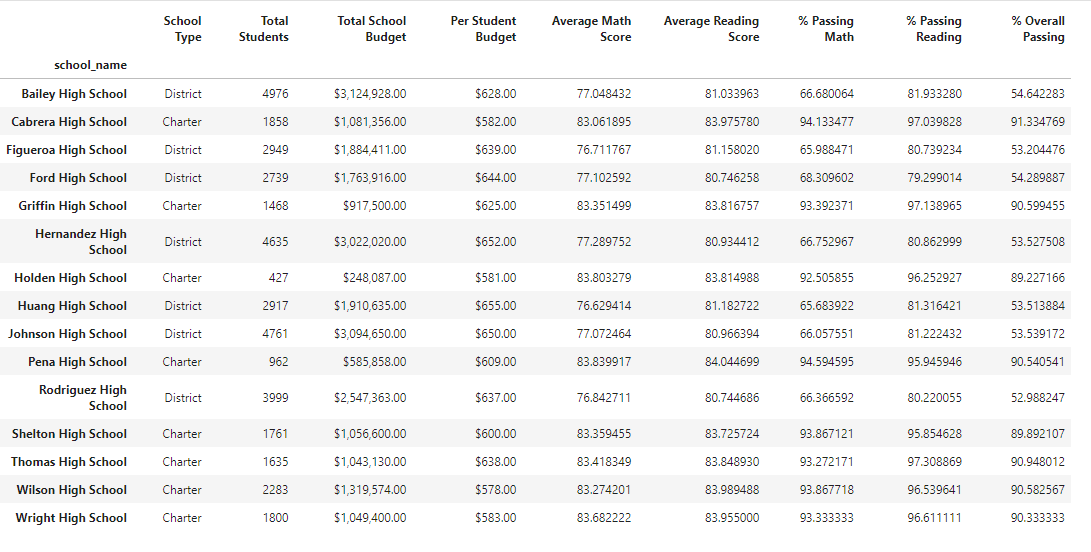 School Type Total Students Total School Budget Per Student Budget Average Math Score Average Reading Score % Passing Math % Passing Reading % Overall Passing
school_name
Bailey High School District 4976 $3,124,928.00 $628.00 77.048432 81.033963 66.680064 81.933280 54.642283
Cabrera High School Charter 1858 $1,081,356.00 $582.00 83.061895 83.975780 94.133477 97.039828 91.334769
Figueroa High School District 2949 $1,884,411.00 $639.00 76.711767 81.158020 65.988471 80.739234 53.204476
Ford High School District 2739 $1,763,916.00 $644.00 77.102592 80.746258 68.309602 79.299014 54.289887
Griffin High School Charter 1468 $917,500.00 $625.00 83.351499 83.816757 93.392371 97.138965 90.599455
Hernandez High School District 4635 $3,022,020.00 $652.00 77.289752 80.934412 66.752967 80.862999 53.527508
Holden High School Charter 427 $248,087.00 $581.00 83.803279 83.814988 92.505855 96.252927 89.227166
Huang High School District 2917 $1,910,635.00 $655.00 76.629414 81.182722 65.683922 81.316421 53.513884
Johnson High School District 4761 $3,094,650.00 $650.00 77.072464 80.966394 66.057551 81.222432 53.539172
Pena High School Charter 962 $585,858.00 $609.00 83.839917 84.044699 94.594595 95.945946 90.540541
Rodriguez High School District 3999 $2,547,363.00 $637.00 76.842711 80.744686 66.366592 80.220055 52.988247
Shelton High School Charter 1761 $1,056,600.00 $600.00 83.359455 83.725724 93.867121 95.854628 89.892107
Thomas High School Charter 1635 $1,043,130.00 $638.00 83.418349 83.848930 93.272171 97.308869 90.948012
Wilson High School Charter 2283 $1,319,574.00 $578.00 83.274201 83.989488 93.867718 96.539641 90.582567
Wright High School Charter 1800 $1,049,400.00 $583.00 83.682222 83.955000 93.333333 96.611111 90.333333